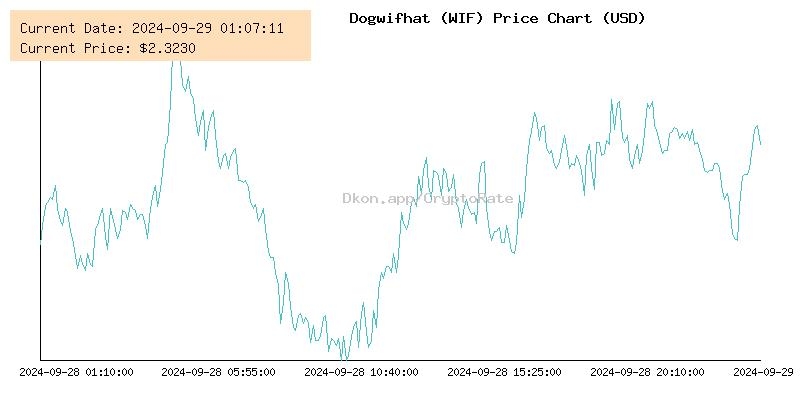 Dogwifhat (WIF) Price Chart (USD)
Current Date: 2024-09-29 01:07:11
Current Price: $2.3230
Dkon.app/CryptoRate
2024-09-28 01:10:00 2024-09-28 05:55:00 2024-09-28 10:40:00 2024-09-28 15:25:00 2024-09-28 20:10:00 2024-09-29